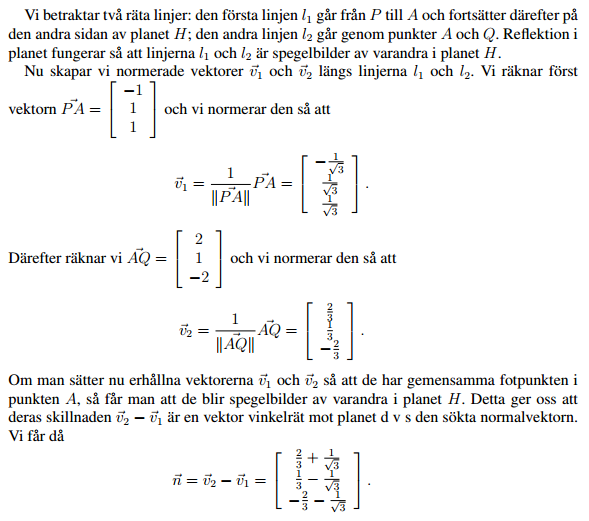 Vi betraktar två räta linjer: den första linjen $l_1$ går från $P$ till $A$ och fortsätter därefter på
den andra sidan av planet $H$; den andra linjen $l_2$ går genom punkter $A$ och $Q$. Reflektion i
planet fungerar så att linjerna $l_1$ och $l_2$ är spegelbilder av varandra i planet $H$.
Nu skapar vi normerade vektorer $\vec{v}_1$ och $\vec{v}_2$ längs linjerna $l_1$ och $l_2$. Vi räknar först
vektorn $\vec{PA} = \begin{bmatrix} -1 \\ 1 \\ 1 \end{bmatrix}$ och vi normerar den så att
$\vec{v}_1 = \frac{1}{\|\vec{PA}\|} \vec{PA} = \begin{bmatrix} -\frac{1}{\sqrt{3}} \\ \frac{1}{\sqrt{3}} \\ \frac{1}{\sqrt{3}} \end{bmatrix}.$
Därefter räknar vi $\vec{AQ} = \begin{bmatrix} 2 \\ 1 \\ -2 \end{bmatrix}$ och vi normerar den så att
$\vec{v}_2 = \frac{1}{\|\vec{AQ}\|} \vec{AQ} = \begin{bmatrix} \frac{2}{3} \\ \frac{1}{3} \\ -\frac{2}{3} \end{bmatrix}.$
Om man sätter nu erhållna vektorerna $\vec{v}_1$ och $\vec{v}_2$ så att de har gemensamma fotpunkten i
punkten $A$, så får man att de blir spegelbilder av varandra i planet $H$. Detta ger oss att
deras skillnaden $\vec{v}_2 - \vec{v}_1$ är en vektor vinkelrät mot planet d v s den sökta normalvektorn.
Vi får då
$\vec{n} = \vec{v}_2 - \vec{v}_1 = \begin{bmatrix} \frac{2}{3} + \frac{1}{\sqrt{3}} \\ \frac{1}{3} - \frac{1}{\sqrt{3}} \\ -\frac{2}{3} - \frac{1}{\sqrt{3}} \end{bmatrix}.$